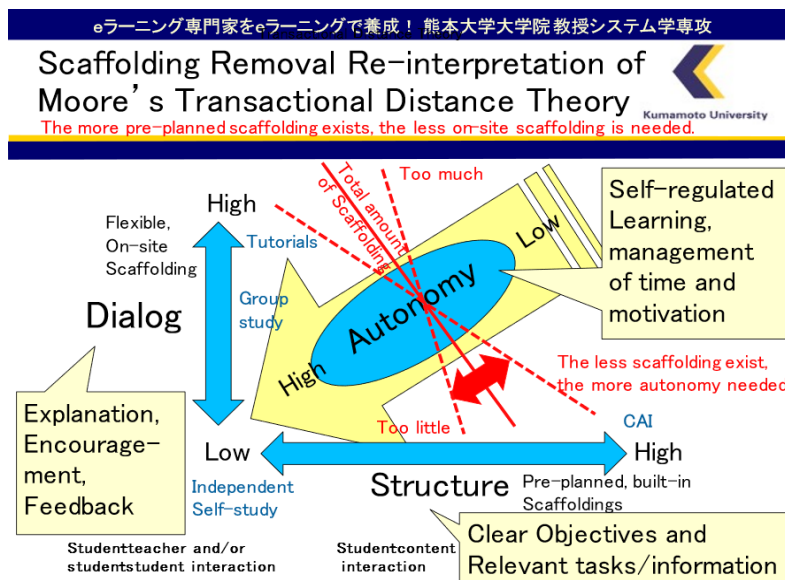 eラーニング専門家をeラーニングで養成！ 熊本大学大学院 教授システム学専攻
Scaffolding Removal Re-interpretation of
Moore's Transactional Distance Theory
The more pre-planned scaffolding exists, the less on-site scaffolding is needed.
Kumamoto University
Too much
Total amount
of Scaffolding
High
Flexible,
On-site
Scaffolding
Tutorials
Low
Self-regulated
Learning,
management
of time and
motivation
Group
study
Dialog
Autonomy
High
The less scaffolding exist,
the more autonomy needed
Explanation,
Encourage-
ment,
Feedback
Too little
CAI
Low
High
Independent
Self-study
Structure
Pre-planned, built-in
Scaffoldings
Clear Objectives and
Relevant tasks/information
Studentteacher and/or
studentstudent interaction
Studentcontent
interaction